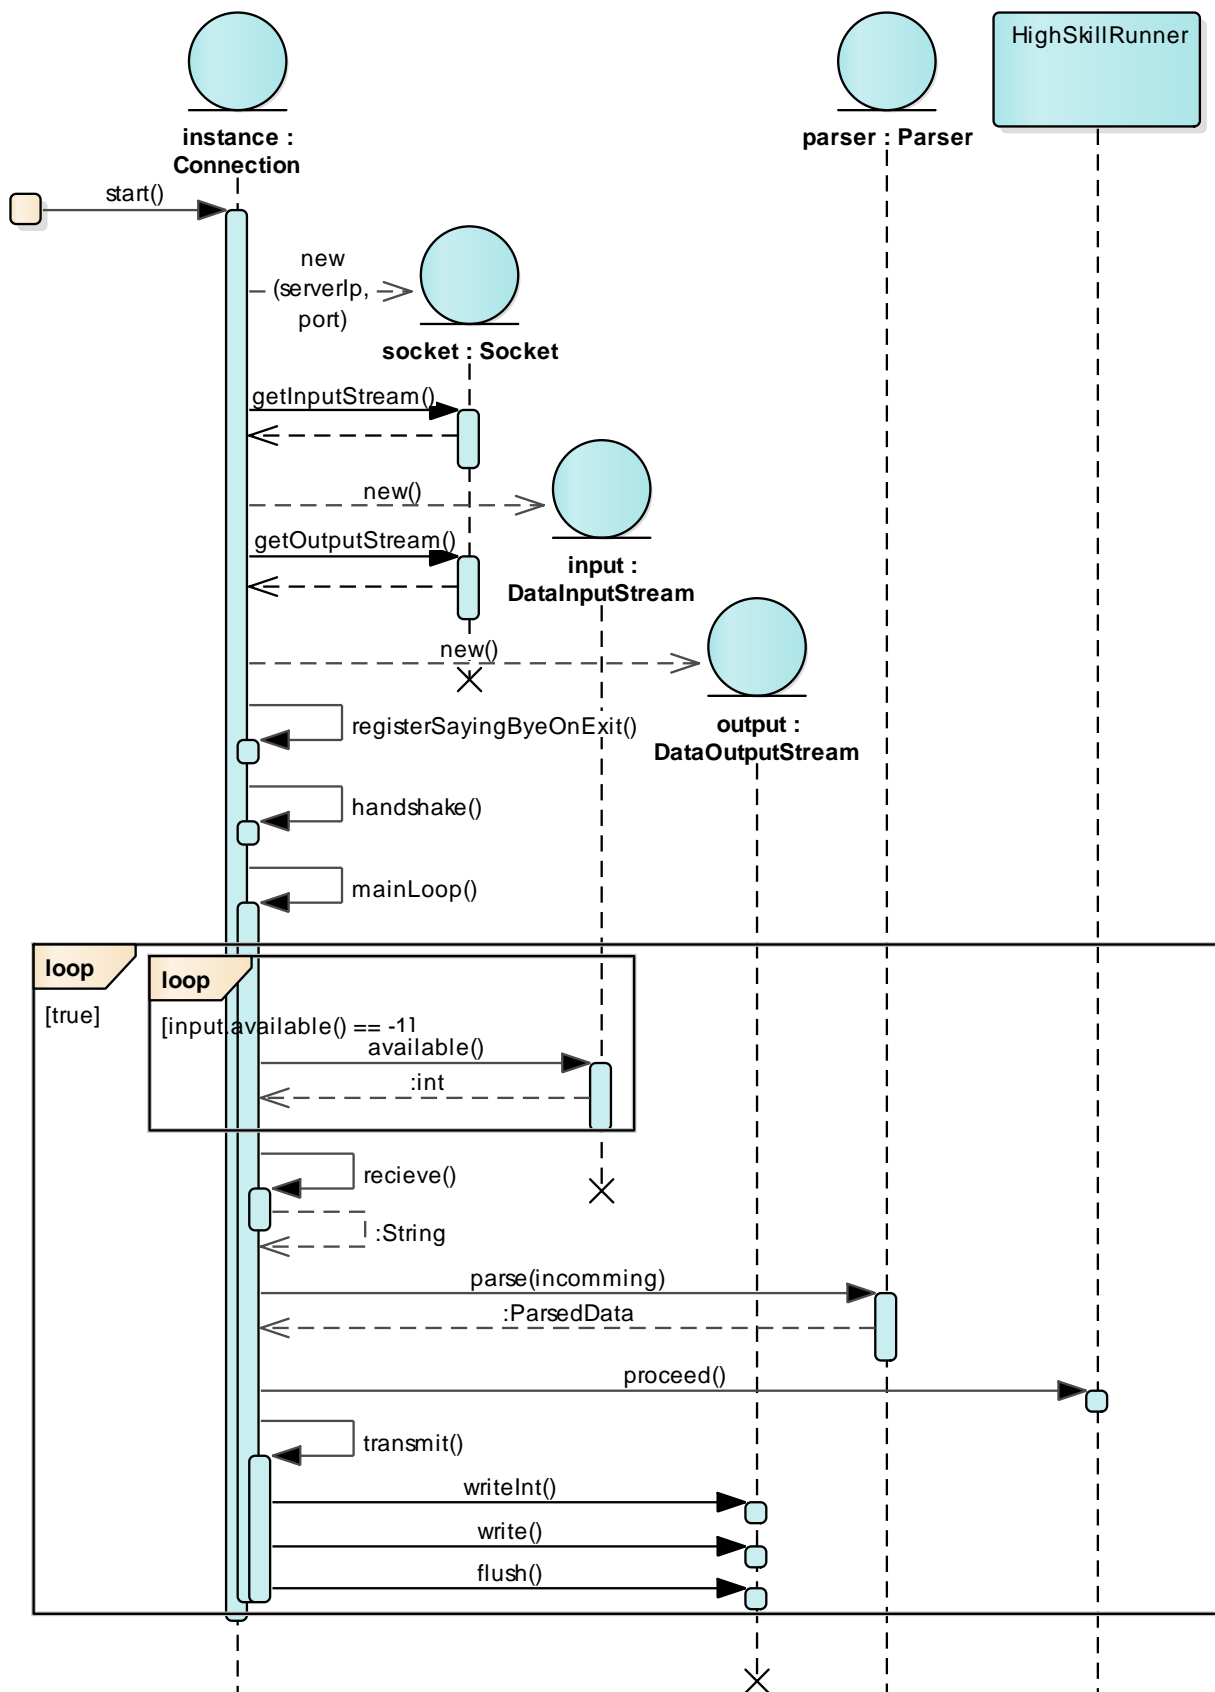 HighSkillRunner
instance :
Connection
parser : Parser
start()
new
(serverIp,
port)
socket : Socket
getInputStream()
new()
getOutputStream()
input :
DataInputStream
new()
registerSayingByeOnExit()
output :
DataOutputStream
handshake()
mainLoop()
loop
[true]
loop
[input.available() == -1]
available()
:int
recieve()
:String
parse(incomming)
:ParsedData
proceed()
transmit()
writeInt()
write()
flush()